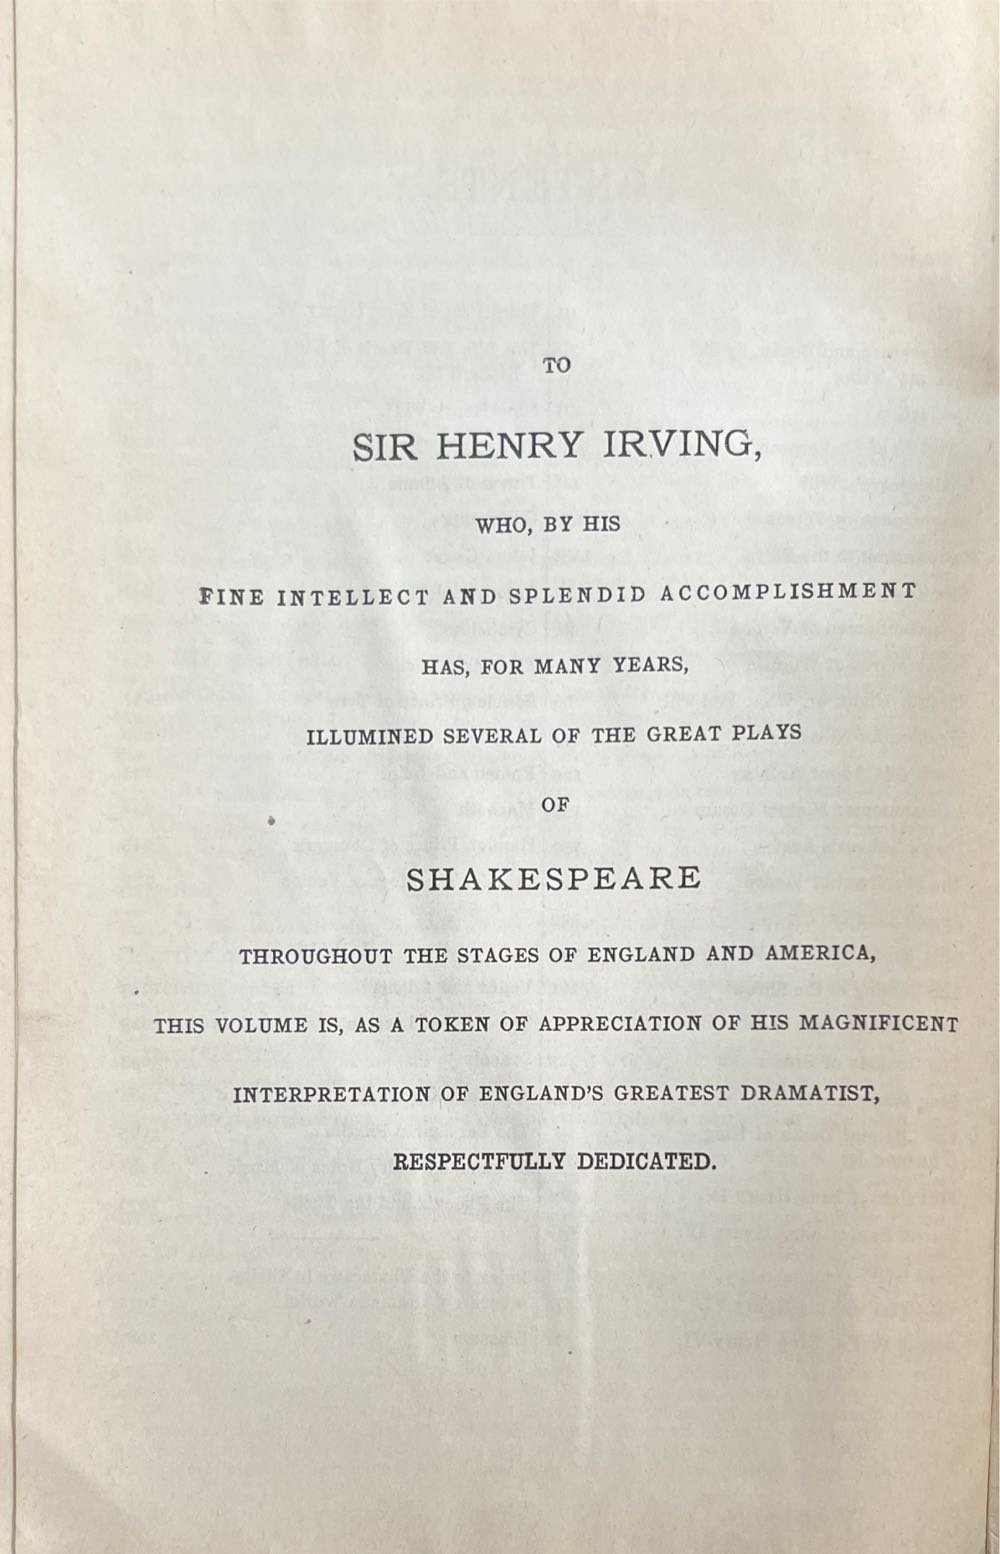 TO
SIR HENRY IRVING,
WHO, BY HIS
FINE INTELLECT AND SPLENDID ACCOMPLISHMENT
HAS, FOR MANY YEARS,
ILLUMINED SEVERAL OF THE GREAT PLAYS
OF
SHAKESPEARE
THROUGHOUT THE STAGES OF ENGLAND AND AMERICA,
THIS VOLUME IS, AS A TOKEN OF APPRECIATION OF HIS MAGNIFICENT
INTERPRETATION OF ENGLAND'S GREATEST DRAMATIST,
RESPECTFULLY DEDICATED.